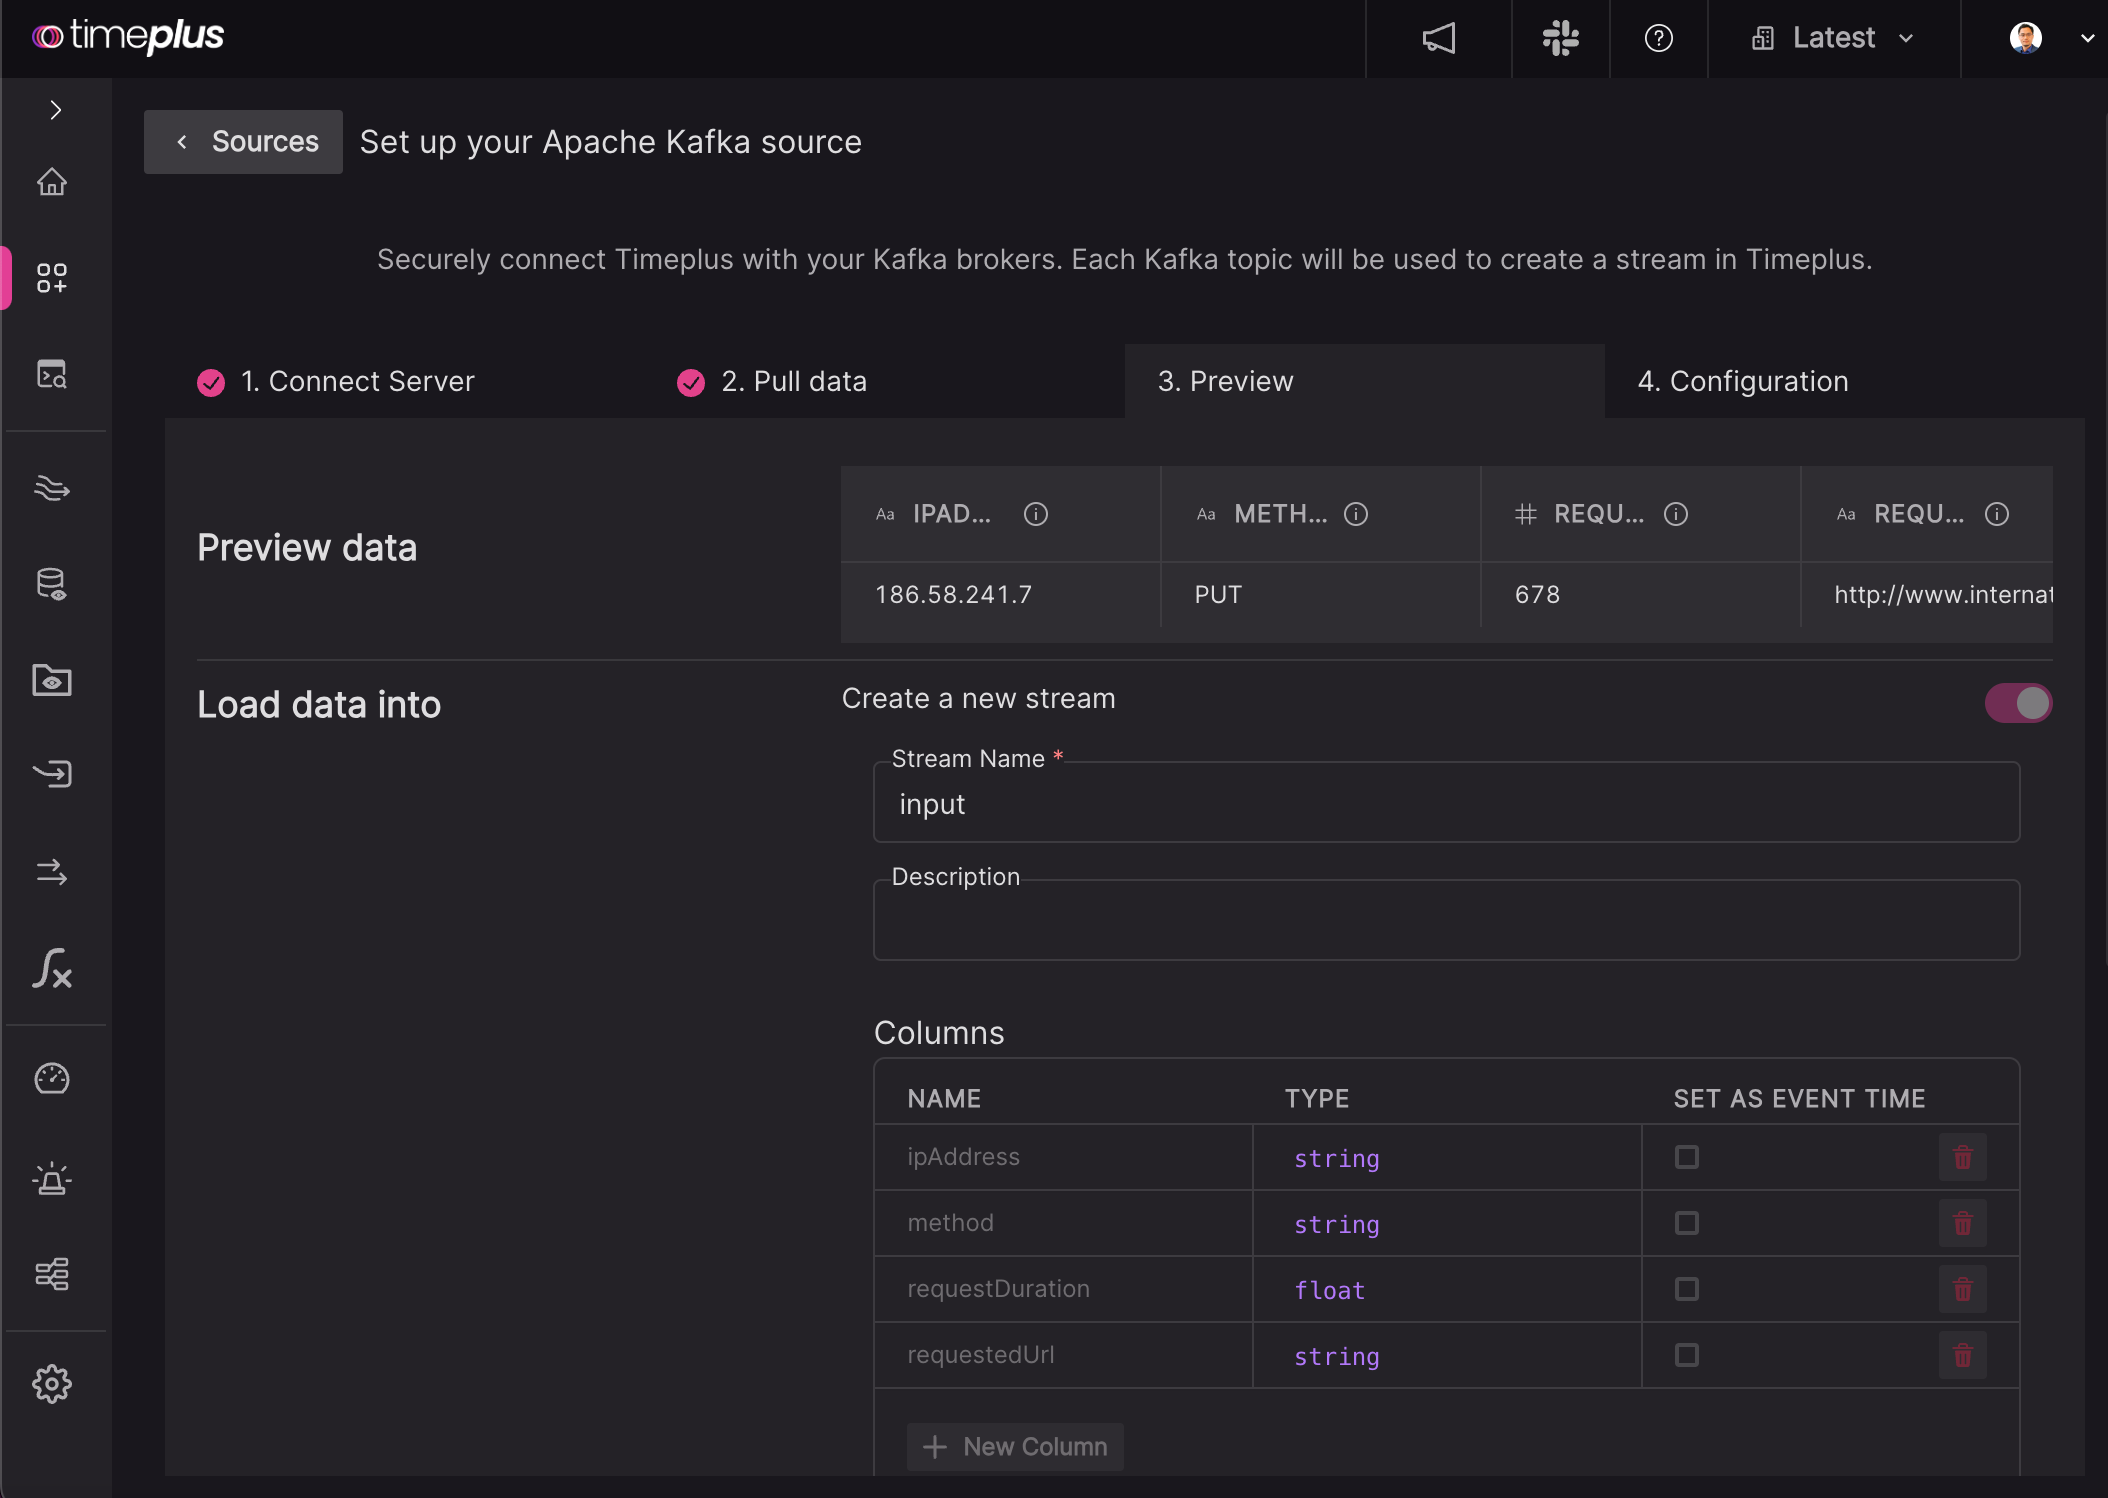 timeplus
Latest
Sources
Set up your Apache Kafka source
Securely connect Timeplus with your Kafka brokers. Each Kafka topic will be used to create a stream in Timeplus.
1. Connect Server
2. Pull data
3. Preview
4. Configuration
Preview data
Aa IPAD...
Aa METH...
# REQU...
Aa REQU...
186.58.241.7
PUT
678
http://www.internat
Load data into
Create a new stream
Stream Name *
input
Description
Columns
NAME TYPE SET AS EVENT TIME
ipAddress string
method string
requestDuration float
requestedUrl string
+ New Column